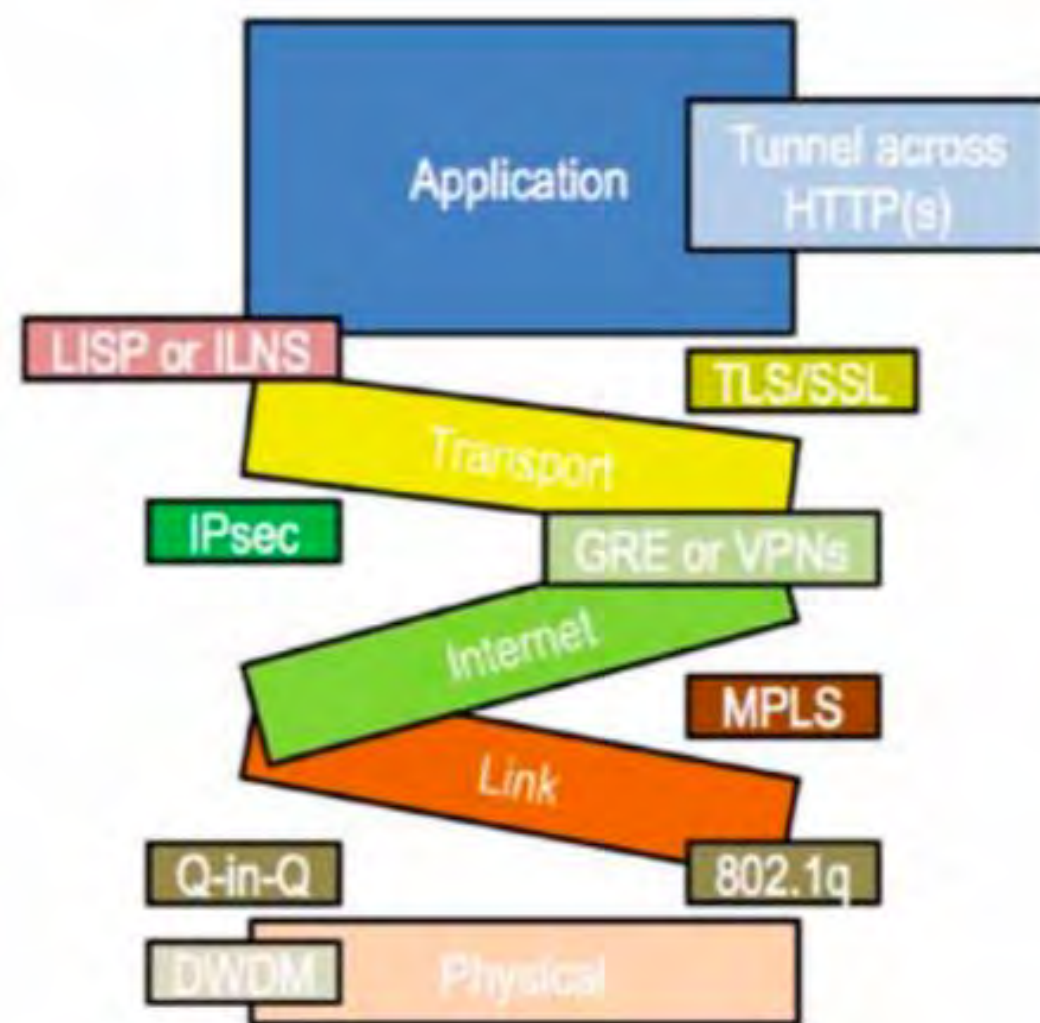 Application
Tunnel across
HTTP(s)
LISP or ILNS
TLS/SSL
Transport
IPsec
GRE or VPNs
Internet
MPLS
Link
Q-in-Q
802.1q
DWDM
Physical